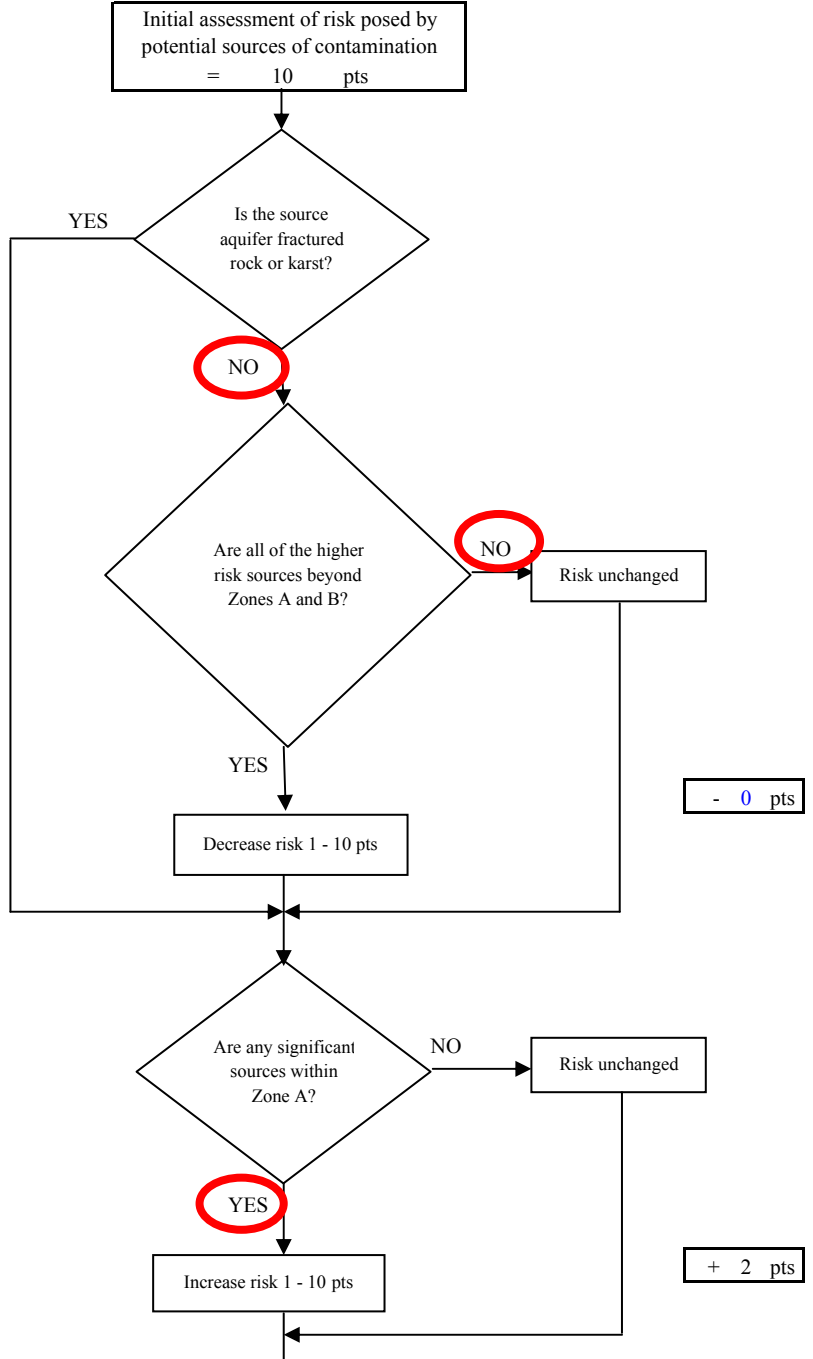 Initial assessment of risk posed by
potential sources of contamination
= 10 pts
YES
Is the source
aquifer fractured
rock or karst?
NO
Are all of the higher
risk sources beyond
Zones A and B?
NO
Risk unchanged
YES
- 0 pts
Decrease risk 1 - 10 pts
Are any significant
sources within
Zone A?
NO
Risk unchanged
YES
+ 2 pts
Increase risk 1 - 10 pts